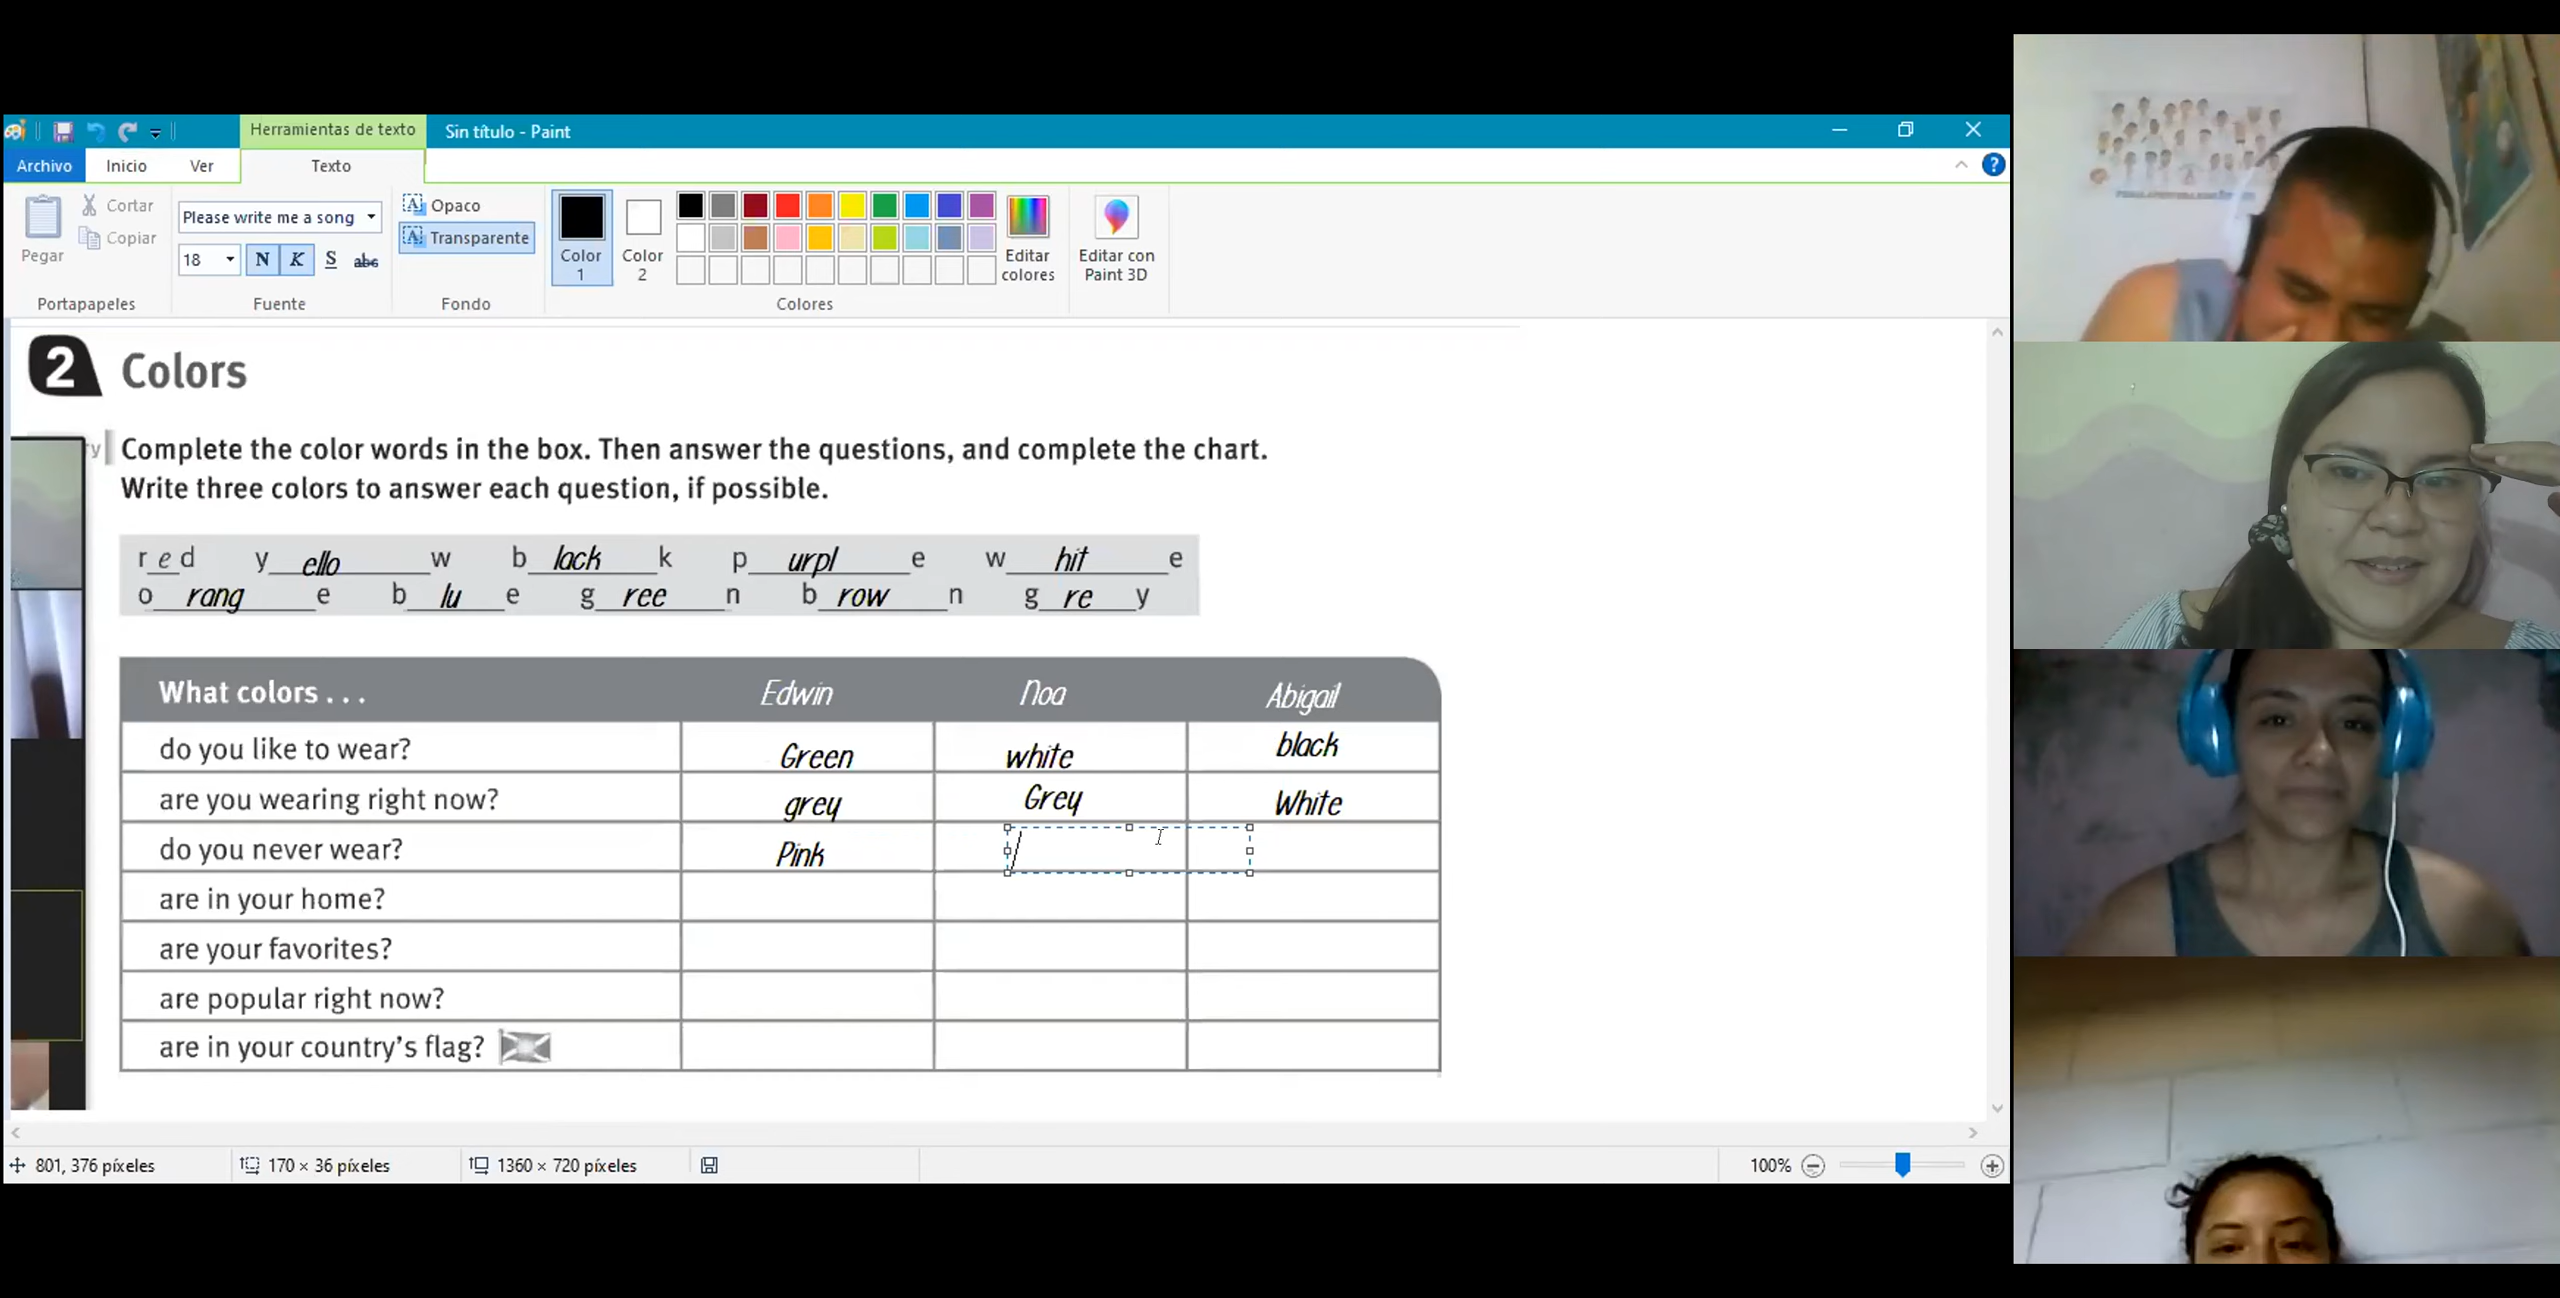 Herramientas de texto
Sin título - Paint
Archivo Inicio Ver Texto
Pegar
Cortar
Copiar
Portapapeles
Please write me a song
18 N K S abc
Fuente
Opaco
Transparente
Fondo
Color 1
Color 2
Editar colores
Colores
Editar con Paint 3D
2 Colors
y
Complete the color words in the box. Then answer the questions, and complete the chart.
Write three colors to answer each question, if possible.
r e d y ello w b lack k p urpl e w hit e
o rang e b lu e g ree n b row n g re y
What colors . . . Edwin Noa Abigail
do you like to wear? Green white black
are you wearing right now? grey Grey White
do you never wear? Pink
are in your home?
are your favorites?
are popular right now?
are in your country's flag?
801, 376 píxeles 170 × 36 píxeles 1360 × 720 píxeles 100%